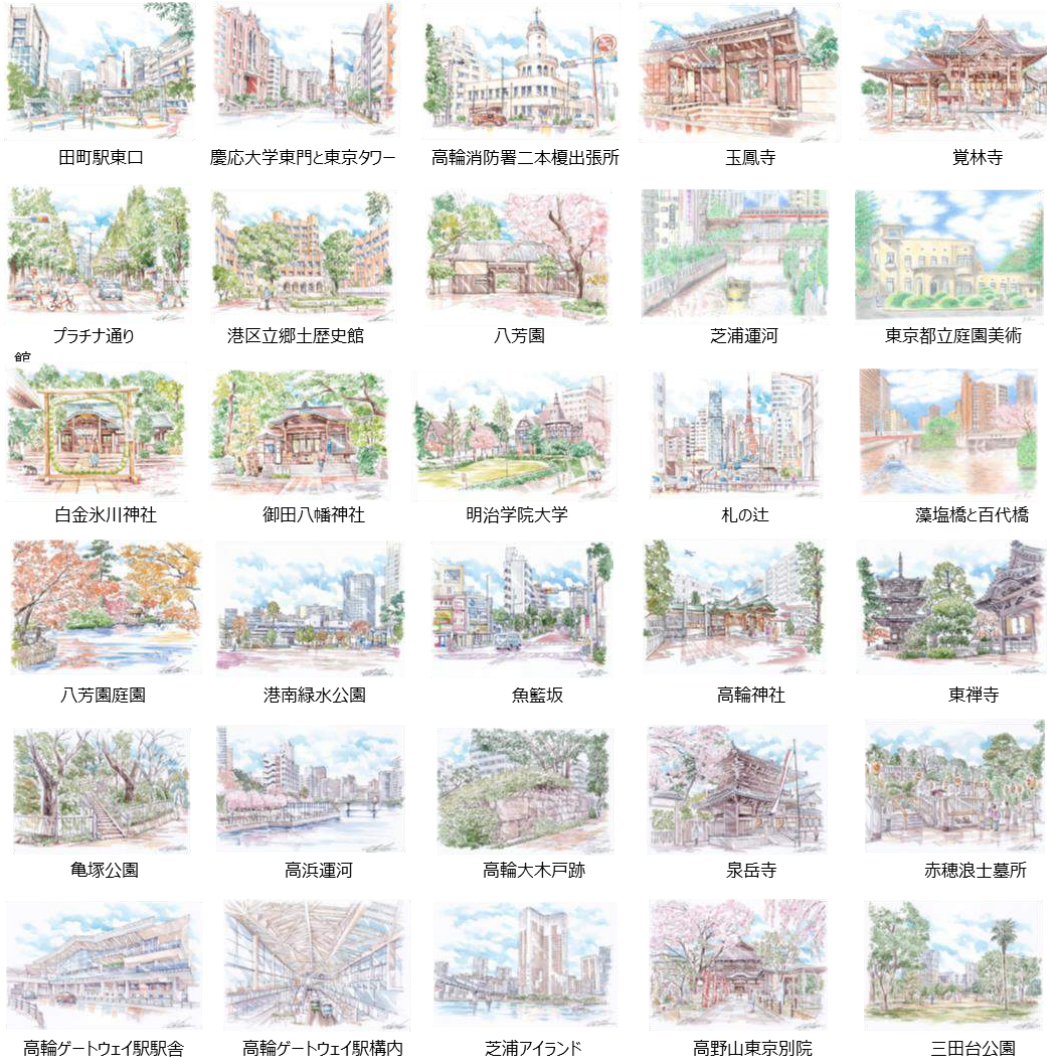 田町駅東口
慶応大学東門と東京タワー
高輪消防署二本榎出張所
玉鳳寺
覚林寺
プラチナ通り
港区立郷土歴史館
八芳園
芝浦運河
東京都立庭園美術
館
白金氷川神社
御田八幡神社
明治学院大学
札の辻
藻塩橋と百代橋
八芳園庭園
港南緑水公園
魚籃坂
高輪神社
東禅寺
亀塚公園
高浜運河
高輪大木戸跡
泉岳寺
赤穂浪士墓所
高輪ゲートウェイ駅駅舎
高輪ゲートウェイ駅構内
芝浦アイランド
高野山東京別院
三田台公園